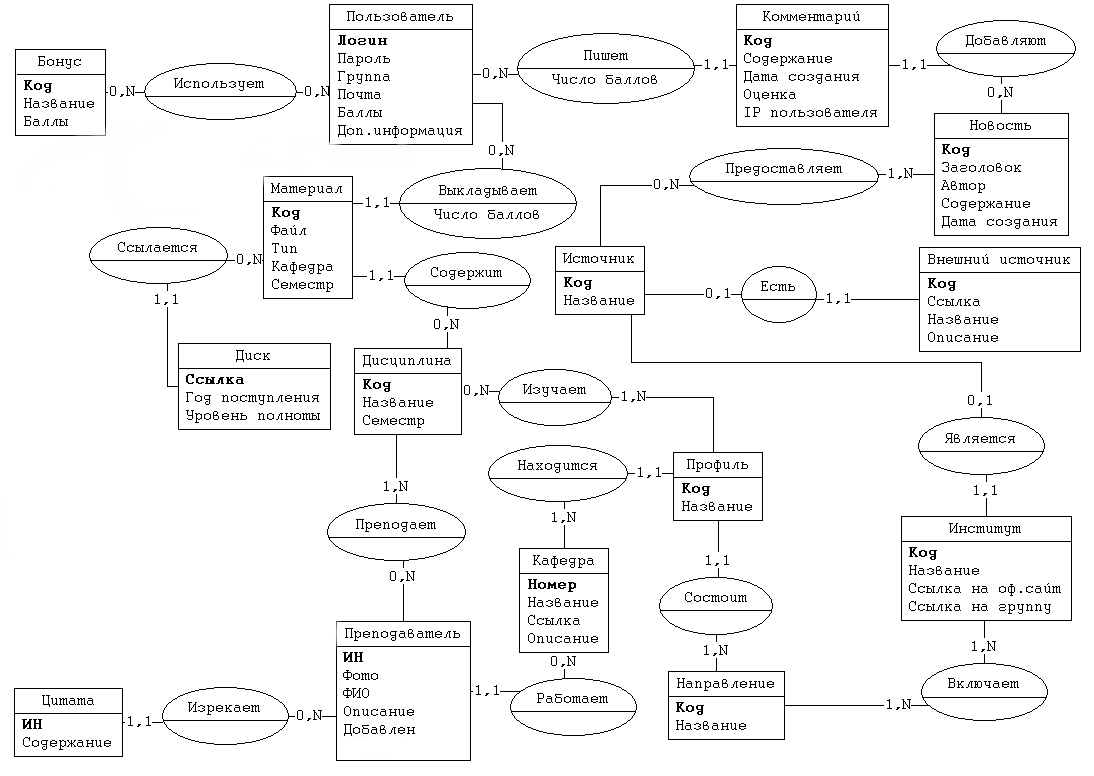 Пользователь
Логин
Пароль
Группа
Почта
Баллы
Доп.информация
Комментарий
Код
Содержание
Дата создания
Оценка
IP пользователя
Бонус
Код
Название
Баллы
0,N
Использует
0,N
0,N
Пишет
Число баллов
1,1
1,1
Добавляют
0,N
Новость
Код
Заголовок
Автор
Содержание
Дата создания
0,N
Выкладывает
Число баллов
1,1
Предоставляет
0,N
1,N
Материал
Код
Файл
Тип
Кафедра
Семестр
Ссылается
0,N
1,1
1,1
Содержит
0,N
Источник
Код
Название
0,1
Есть
1,1
Внешний источник
Код
Ссылка
Название
Описание
Диск
Ссылка
Год поступления
Уровень полноты
Дисциплина
Код
Название
Семестр
0,N
Изучает
1,N
0,1
Является
1,1
Находится
1,1
1,N
Профиль
Код
Название
1,N
Преподает
0,N
Институт
Код
Название
Ссылка на оф.сайт
Ссылка на группу
Кафедра
Номер
Название
Ссылка
Описание
1,1
Состоит
1,N
Преподаватель
ИН
Фото
ФИО
Описание
Добавлен
0,N
1,1
Работает
Направление
Код
Название
1,N
Включает
1,N
Цитата
ИН
Содержание
1,1
Изрекает
0,N